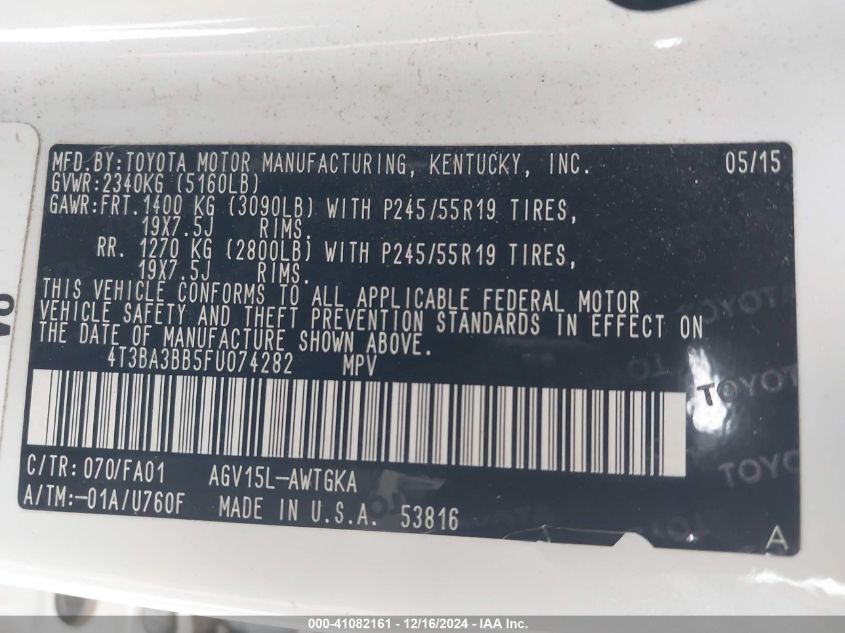 MFD.BY:TOYOTA MOTOR MANUFACTURING, KENTUCKY, INC. 05/15
GVWR:2340KG (5160LB)
GAWR:FRT.1400 KG (3090LB) WITH P245/55R19 TIRES,
19X7.5J RIMS.
RR. 1270 KG (2800LB) WITH P245/55R19 TIRES,
19X7.5J RIMS.
THIS VEHICLE CONFORMS TO ALL APPLICABLE FEDERAL MOTOR
VEHICLE SAFETY AND THEFT PREVENTION STANDARDS IN EFFECT ON
THE DATE OF MANUFACTURE SHOWN ABOVE.
4T3BA3BB5FU074282 MPV
TOYOTA
TOYOT
C/TR: 070/FA01 AGV15L-AWTGKA
A/TM:-01A/U760F MADE IN U.S.A. 53816
TOYOTA
A
000-41082161 - 12/16/2024 - IAA Inc.